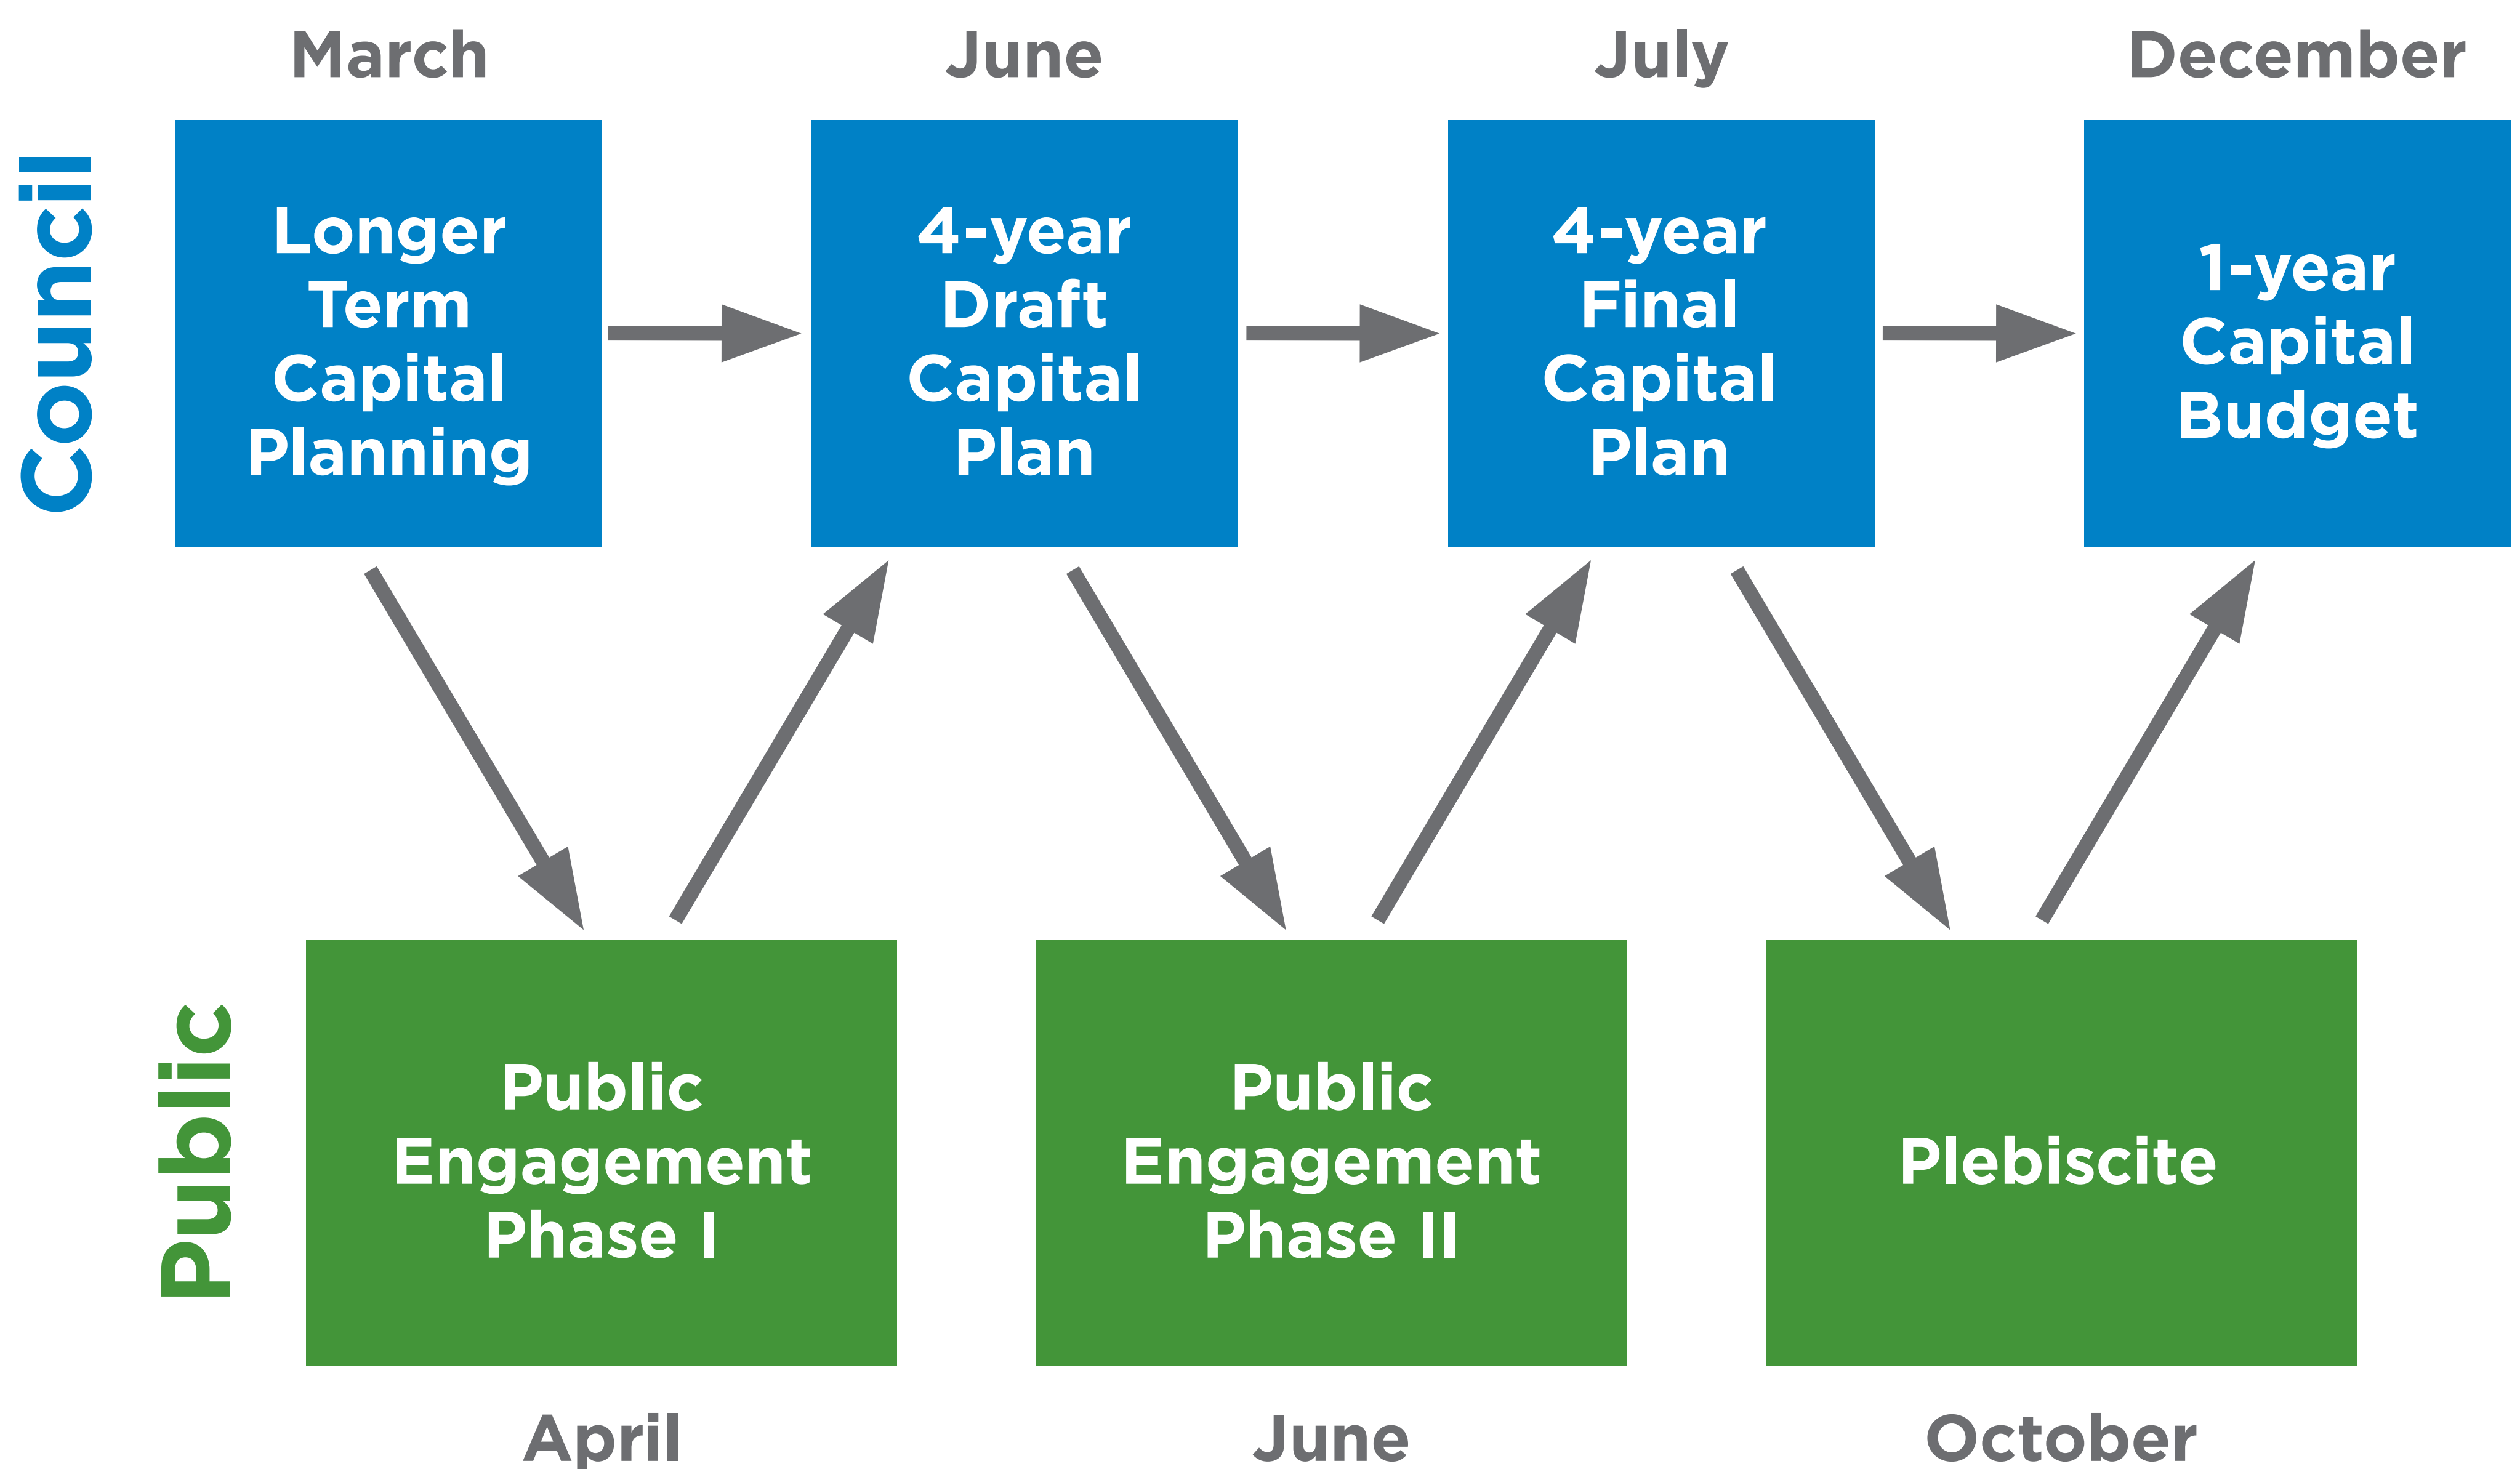 March
June
July
December
Council
Longer
Term
Capital
Planning
4-year
Draft
Capital
Plan
4-year
Final
Capital
Plan
1-year
Capital
Budget
Public
Public
Engagement
Phase I
Public
Engagement
Phase II
Plebiscite
April
June
October